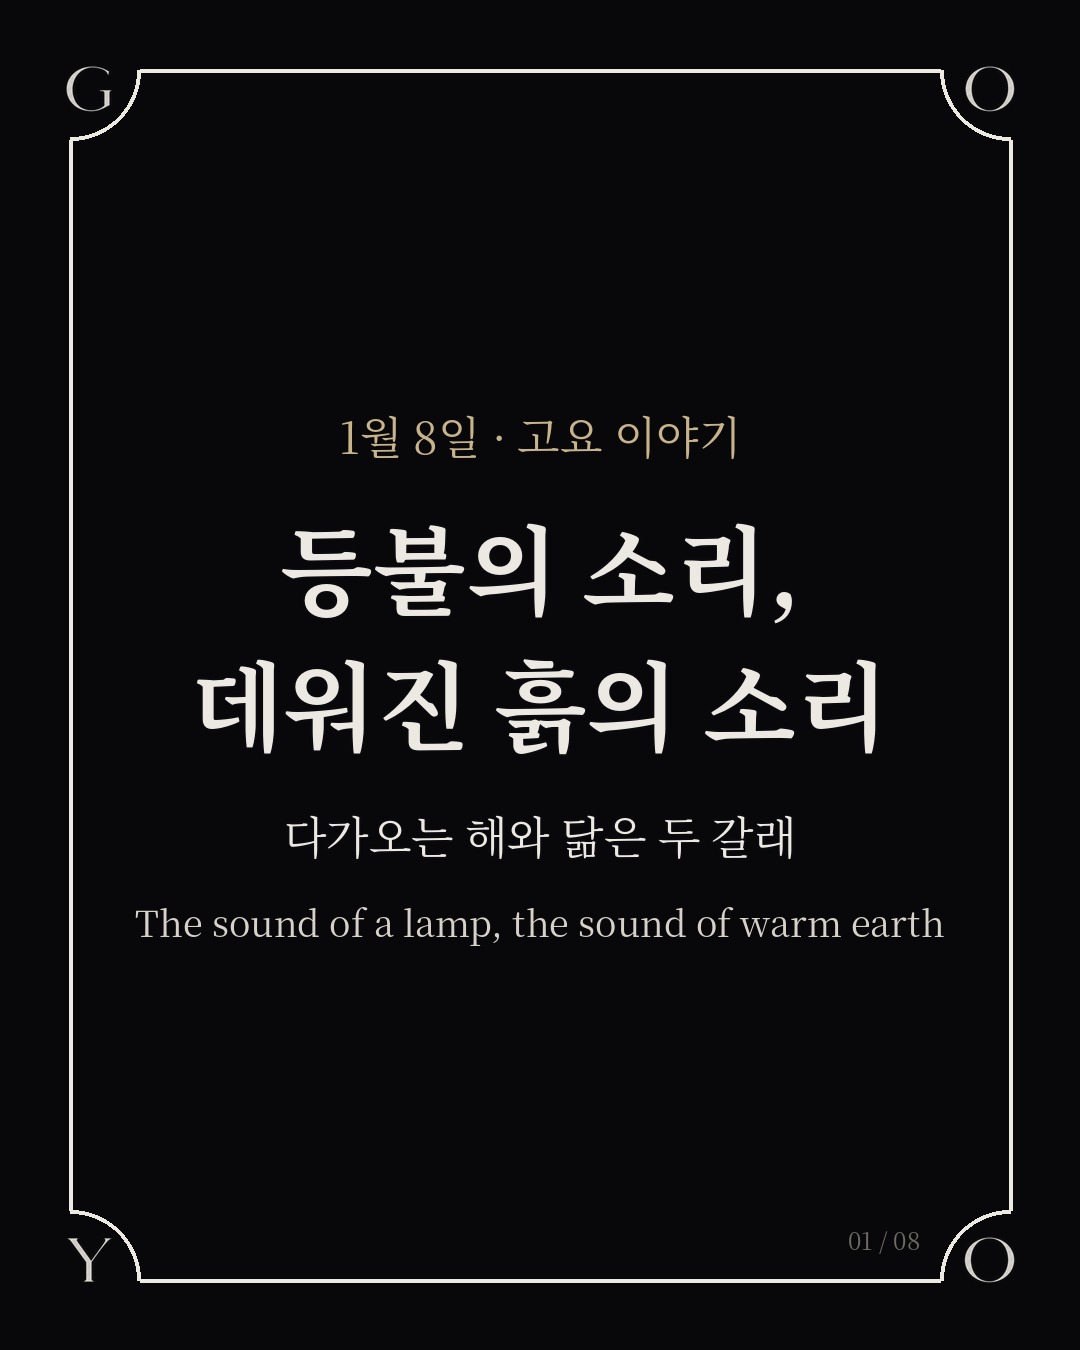 G O
1월 8일 · 고요 이야기
등불의 소리,
데워진 흙의 소리
다가오는 해와 닮은 두 갈래
The sound of a lamp, the sound of warm earth
01 / 08
Y O